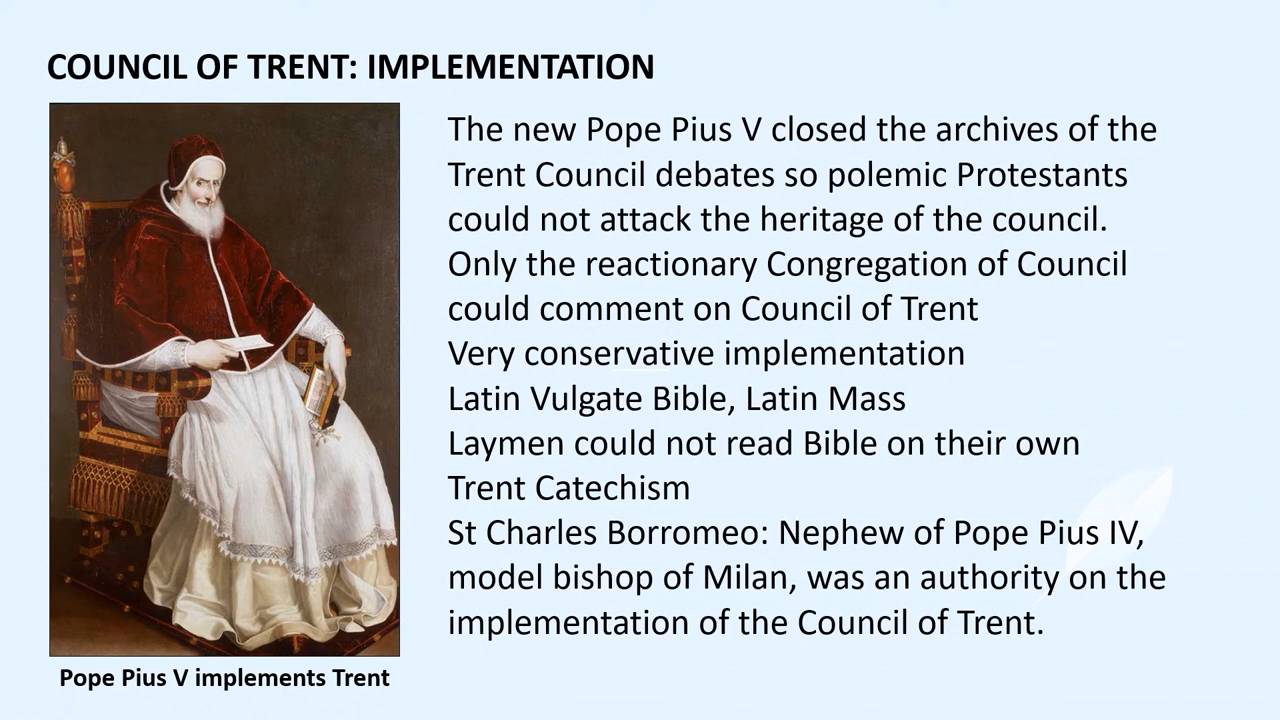 COUNCIL OF TRENT: IMPLEMENTATION
The new Pope Pius V closed the archives of the
Trent Council debates so polemic Protestants
could not attack the heritage of the council.
Only the reactionary Congregation of Council
could comment on Council of Trent
Very conservative implementation
Latin Vulgate Bible, Latin Mass
Laymen could not read Bible on their own
Trent Catechism
St Charles Borromeo: Nephew of Pope Pius IV,
model bishop of Milan, was an authority on the
implementation of the Council of Trent.
Pope Pius V implements Trent